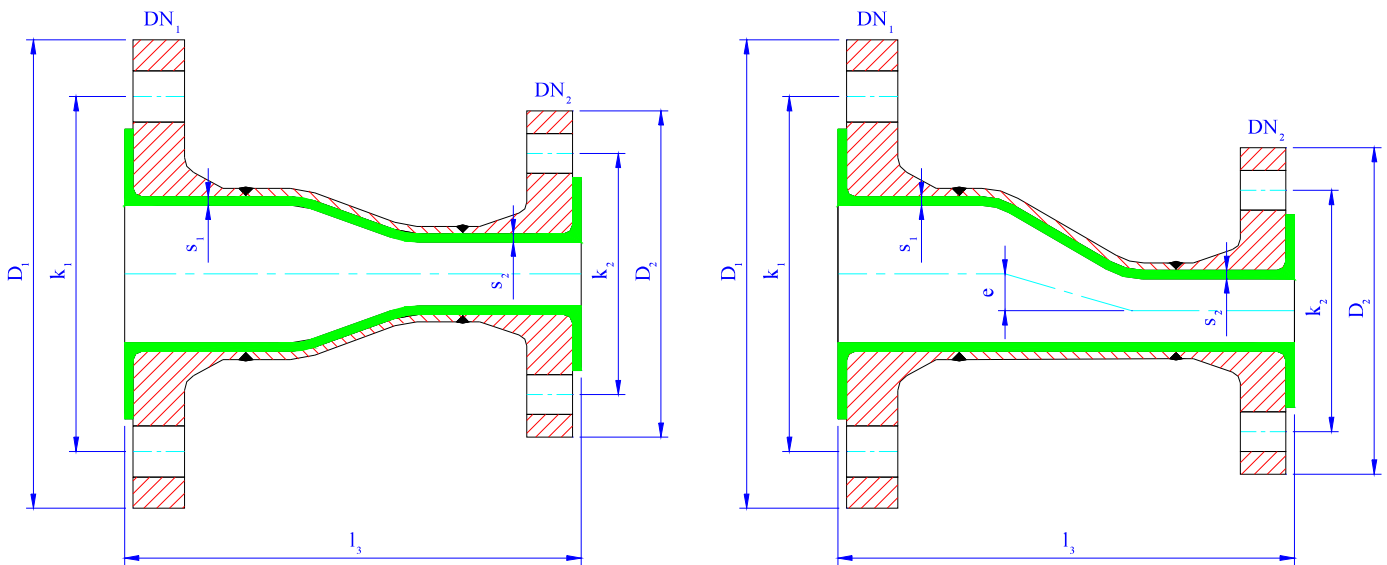 DN₁
DN₂
D₁
k₁
s₁
s₂
k₂
D₂
l₃
DN₁
DN₂
D₁
k₁
s₁
e
s₂
k₂
D₂
l₃